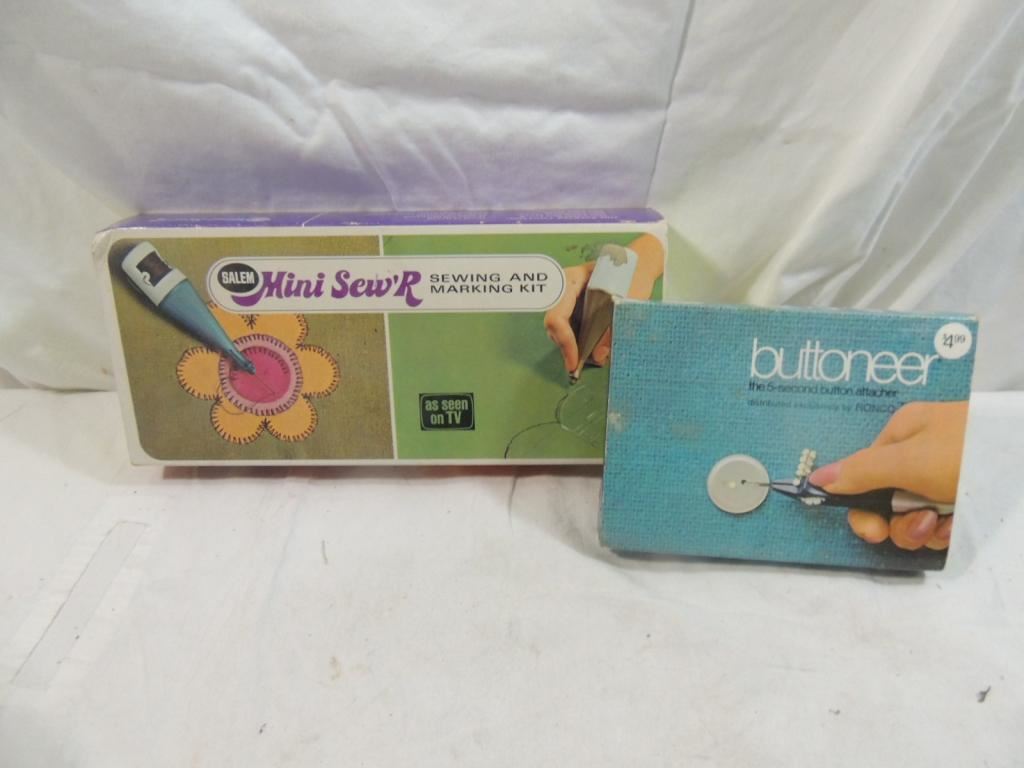 SALEM
Mini Sew'R
SEWING AND
MARKING KIT
as seen
on TV
buttoneer
$4.99
the 5-second button attacher
distributed exclusively by RONCO